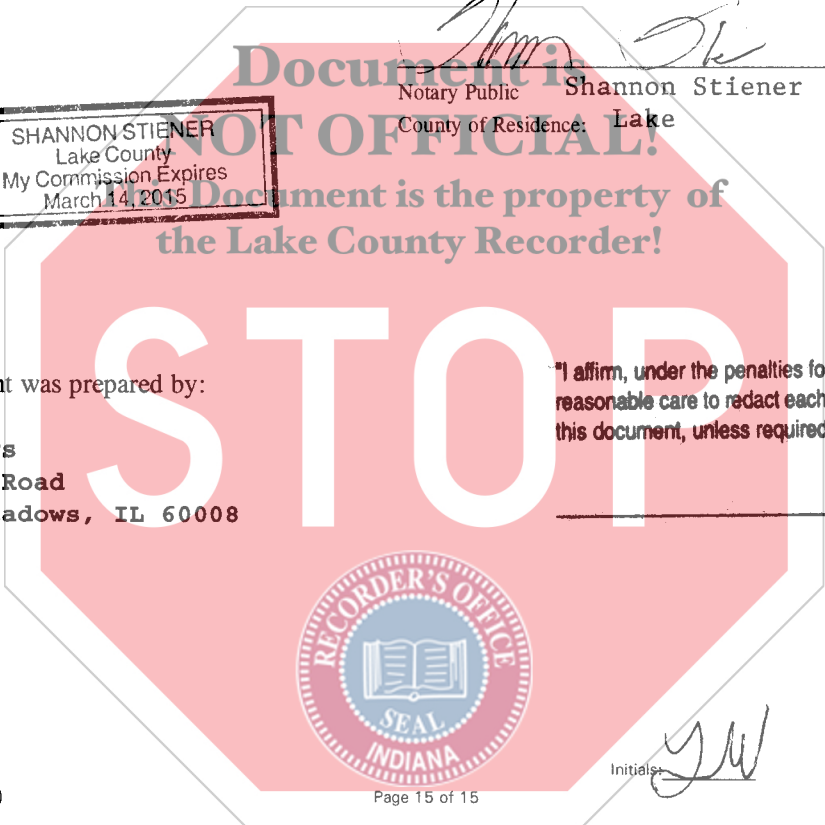 Document is
NOT OFFICIAL!
This Document is the property of
the Lake County Recorder!
Notary Public Shannon Stiener
County of Residence: Lake
SHANNON STIENER
Lake County
My Commission Expires
March 14, 2015
STOP
t was prepared by:
s
Road
adows, IL 60008
"I affirm, under the penalties fo
reasonable care to redact each
this document, unless required
RECORDER'S OFFICE
SEAL
INDIANA
Initials: YW
)
Page 15 of 15